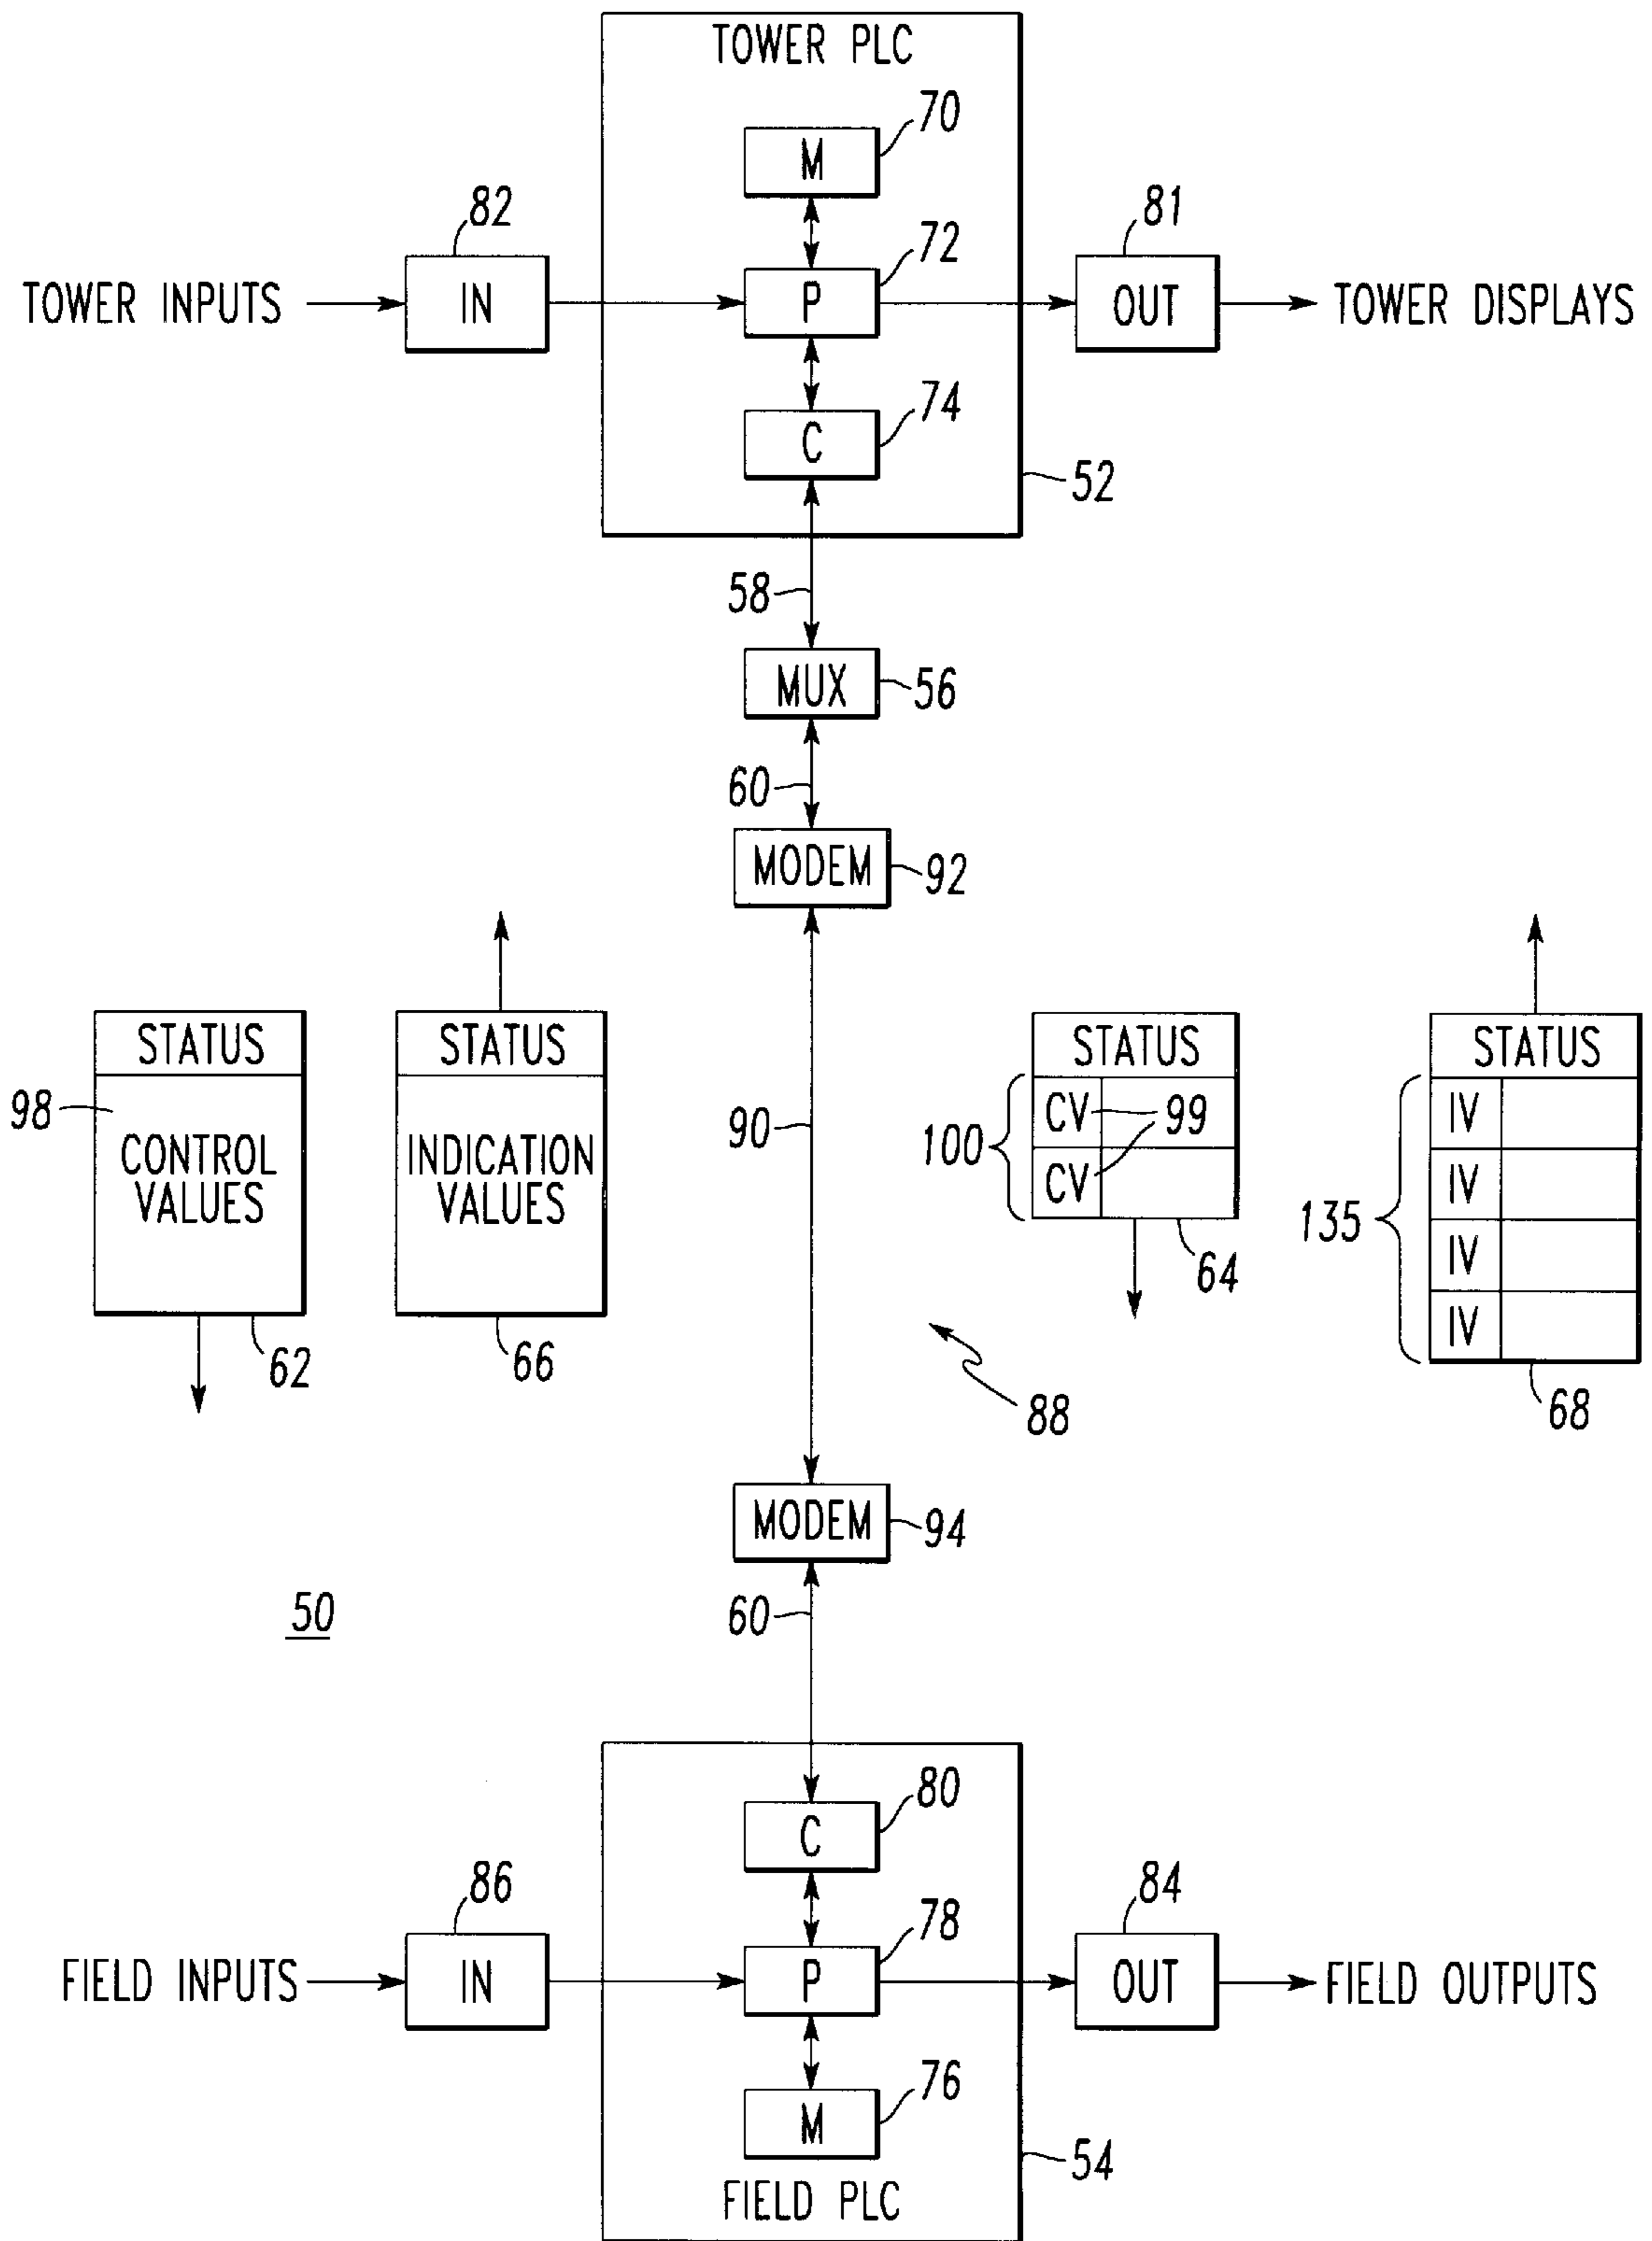 TOWER PLC
70
M
82
72
81
TOWER INPUTS
IN
P
OUT
TOWER DISPLAYS
74
C
52
58
MUX
56
60
MODEM
92
STATUS
STATUS
STATUS
STATUS
98
CONTROL
VALUES
INDICATION
VALUES
90
100
CV
99
CV
135
IV
IV
IV
IV
62
66
64
88
68
MODEM
94
50
60
80
C
86
78
84
FIELD INPUTS
IN
P
OUT
FIELD OUTPUTS
76
M
54
FIELD PLC